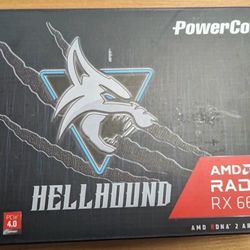 PowerCo
HELLHOUND
AMD
RAD
RX 66
PCIe
4.0
AMD RDNA 2 A